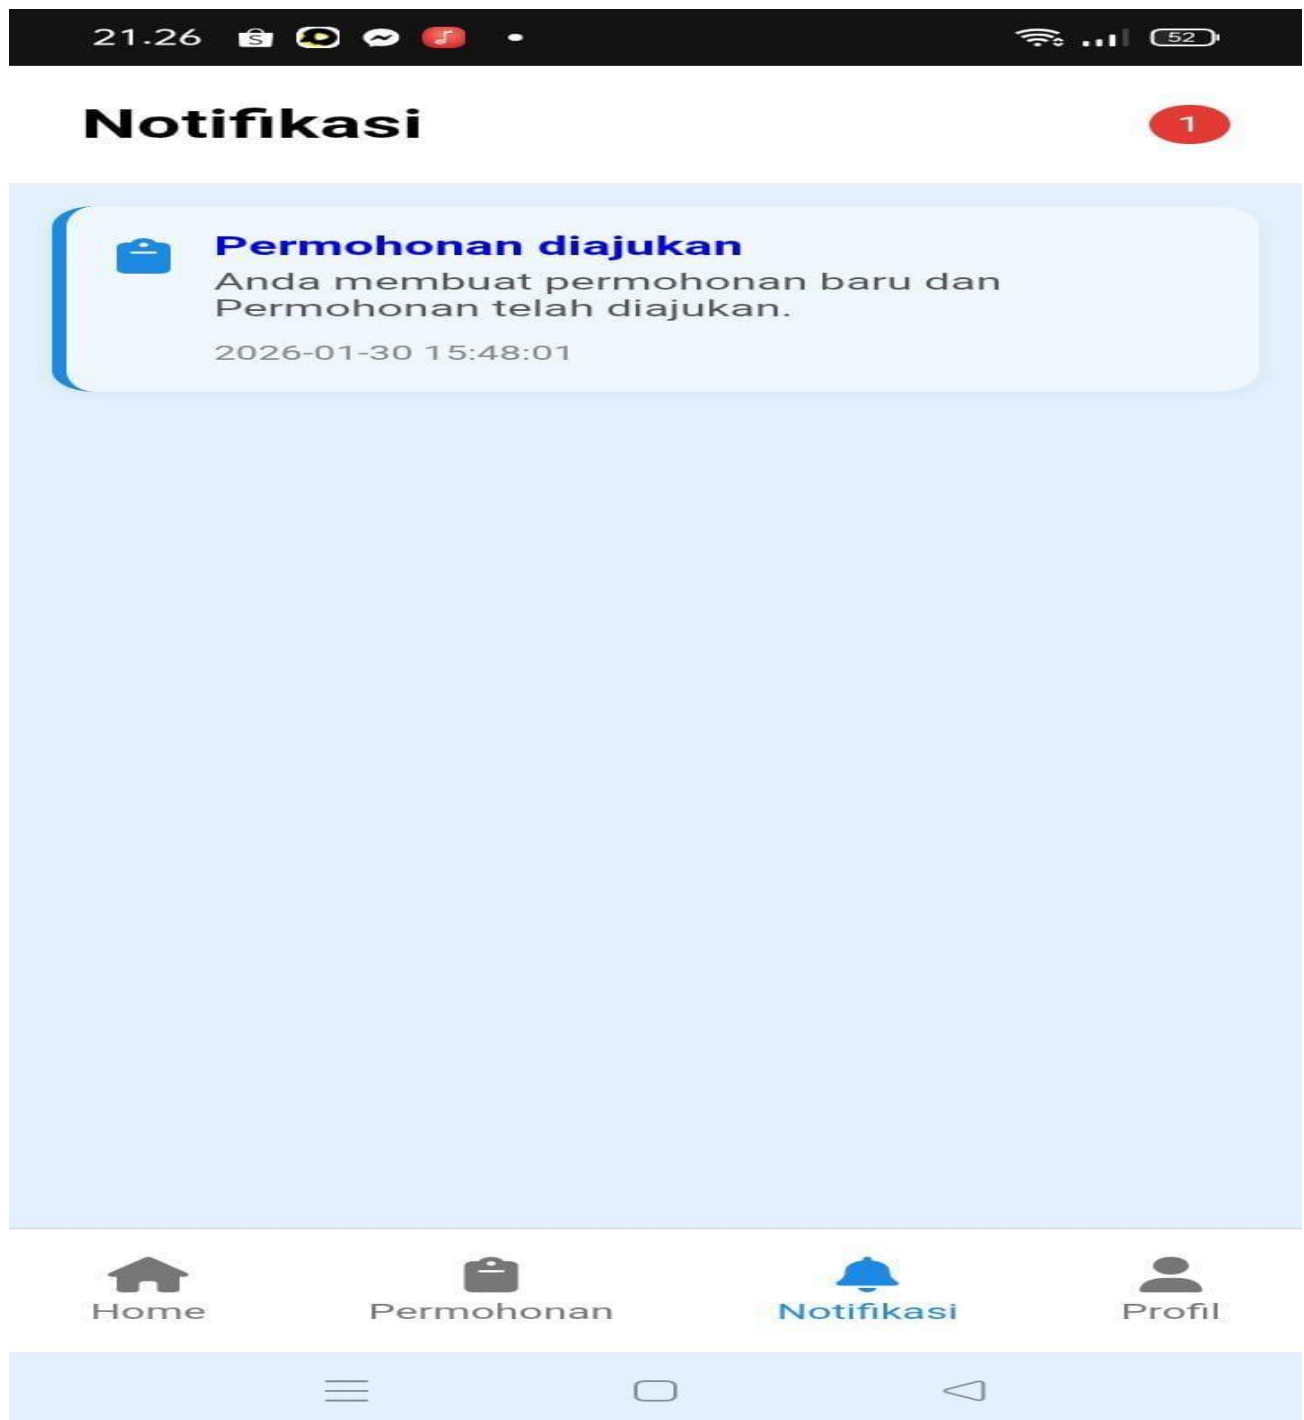 21.26
52
Notifikasi
1
Permohonan diajukan
Anda membuat permohonan baru dan
Permohonan telah diajukan.
2026-01-30 15:48:01
Home
Permohonan
Notifikasi
Profil